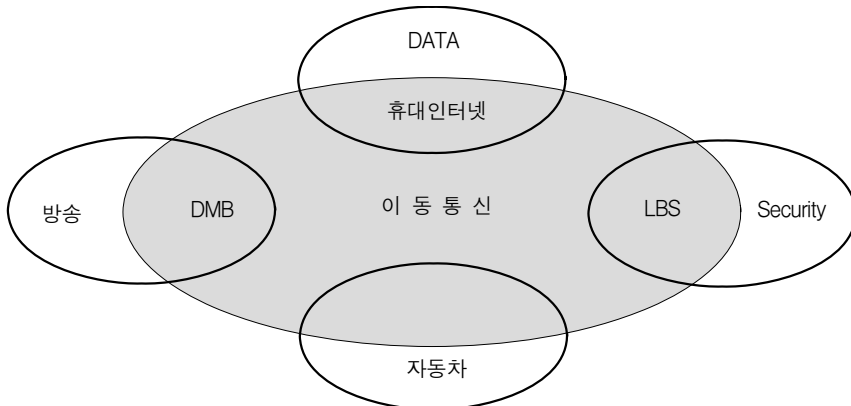 DATA
휴대인터넷
방송 DMB 이 동 통 신 LBS Security
자동차